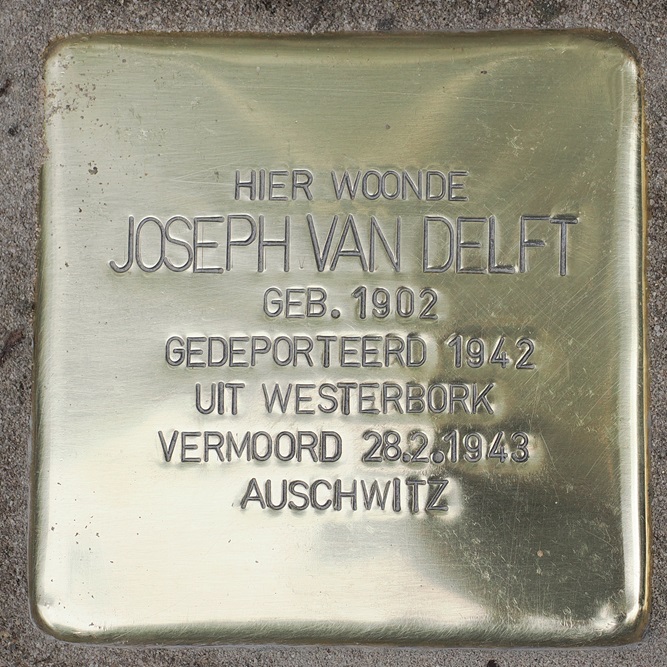 HIER WOONDE
JOSEPH VAN DELFT
GEB. 1902
GEDEPORTEERD 1942
UIT WESTERBORK
VERMOORD 28.2.1943
AUSCHWITZ